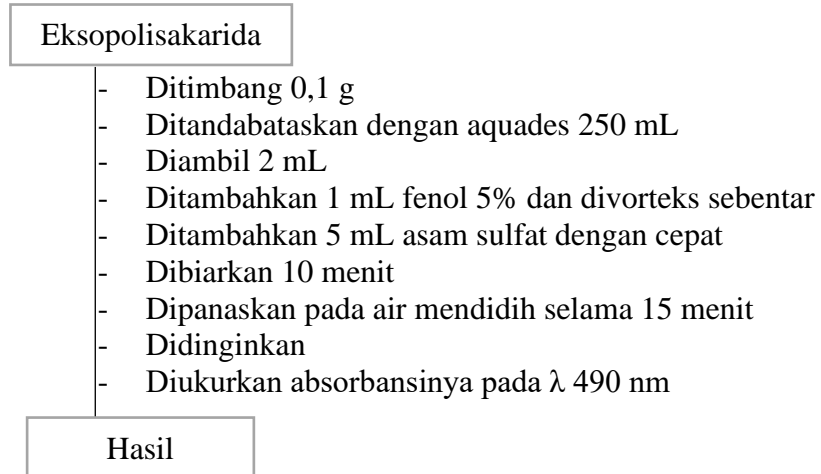 Eksopolisakarida
- Ditimbang 0,1 g
- Ditandabataskan dengan aquades 250 mL
- Diambil 2 mL
- Ditambahkan 1 mL fenol 5% dan divorteks sebentar
- Ditambahkan 5 mL asam sulfat dengan cepat
- Dibiarkan 10 menit
- Dipanaskan pada air mendidih selama 15 menit
- Didinginkan
- Diukurkan absorbansinya pada λ 490 nm
Hasil